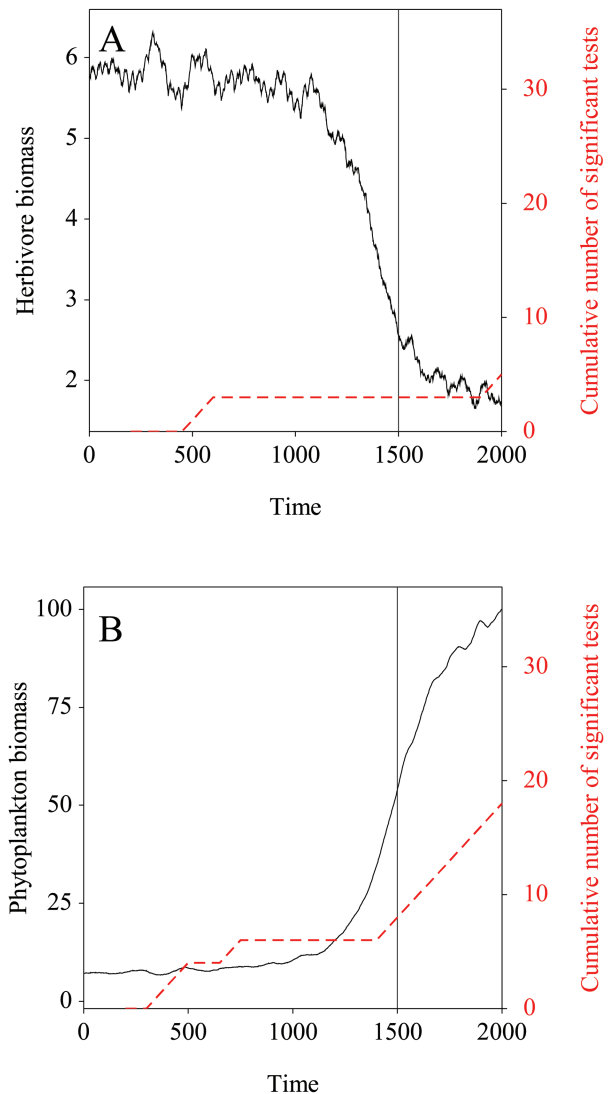 A
6
5
4
3
2
Herbivore biomass
30
20
10
0
Cumulative number of significant tests
0 500 1000 1500 2000
Time
B
100
75
50
25
0
Phytoplankton biomass
30
20
10
0
Cumulative number of significant tests
0 500 1000 1500 2000
Time